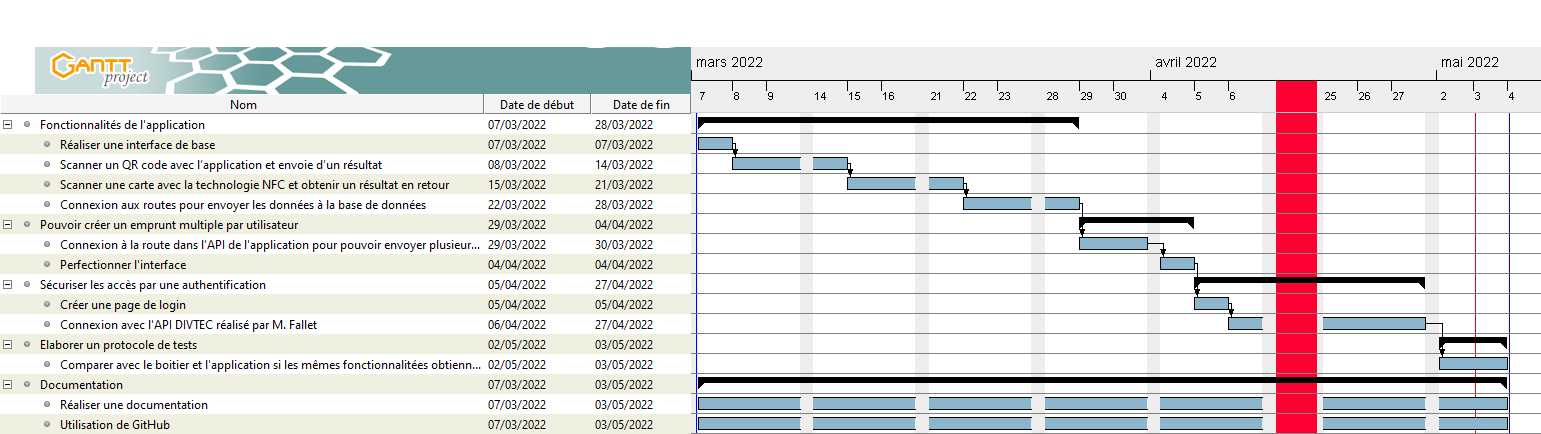 GANTT project
mars 2022 avril 2022 mai 2022
7 8 9 14 15 16 21 22 23 28 29 30 4 5 6 25 26 27 2 3 4
Nom Date de début Date de fin
Fonctionnalités de l'application 07/03/2022 28/03/2022
Réaliser une interface de base 07/03/2022 07/03/2022
Scanner un QR code avec l'application et envoie d'un résultat 08/03/2022 14/03/2022
Scanner une carte avec la technologie NFC et obtenir un résultat en retour 15/03/2022 21/03/2022
Connexion aux routes pour envoyer les données à la base de données 22/03/2022 28/03/2022
Pouvoir créer un emprunt multiple par utilisateur 29/03/2022 04/04/2022
Connexion à la route dans l'API de l'application pour pouvoir envoyer plusieur... 29/03/2022 30/03/2022
Perfectionner l'interface 04/04/2022 04/04/2022
Sécuriser les accès par une authentification 05/04/2022 27/04/2022
Créer une page de login 05/04/2022 05/04/2022
Connexion avec l'API DIVTEC réalisé par M. Fallet 06/04/2022 27/04/2022
Elaborer un protocole de tests 02/05/2022 03/05/2022
Comparer avec le boitier et l'application si les mêmes fonctionnalitées obtienn... 02/05/2022 03/05/2022
Documentation 07/03/2022 03/05/2022
Réaliser une documentation 07/03/2022 03/05/2022
Utilisation de GitHub 07/03/2022 03/05/2022